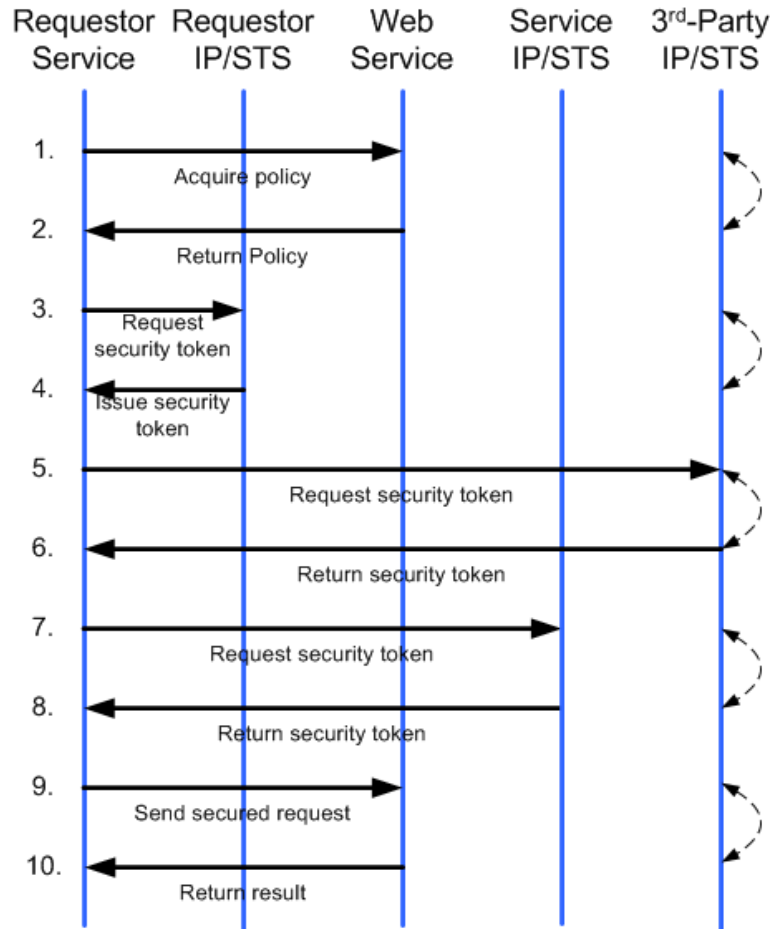 Requestor Service
Requestor IP/STS
Web Service
Service IP/STS
3rd-Party IP/STS
1.
Acquire policy
2.
Return Policy
3.
Request
security token
4.
Issue security
token
5.
Request security token
6.
Return security token
7.
Request security token
8.
Return security token
9.
Send secured request
10.
Return result